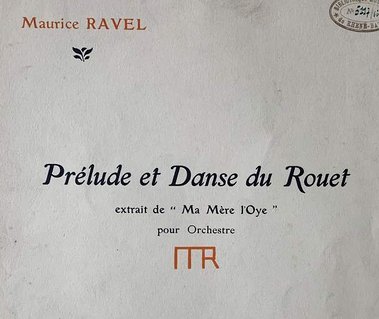 Maurice RAVEL
Prélude et Danse du Rouet
extrait de “ Ma Mère l'Oye ”
pour Orchestre
MR